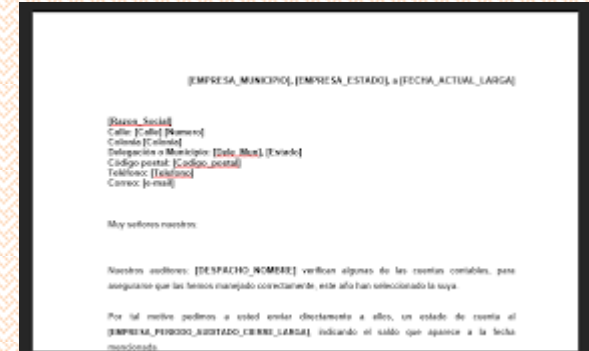 [EMPRESA_MUNICIPIO], [EMPRESA_ESTADO], a [FECHA_ACTUAL_LARGA]
[Razon_Social]
Calle: [Calle] [Numero]
Colonia [Colonia]
Delegación o Municipio: [Dele_Mun], [Estado]
Código postal: [Codigo_postal]
Teléfono: [Telefono]
Correo: [e-mail]
Muy señores nuestros:
Nuestros auditores: [DESPACHO_NOMBRE] verifican algunas de las cuentas contables, para
asegurarse que las hemos manejado correctamente, este año han seleccionado la suya.
Por tal motivo pedimos a usted enviar directamente a ellos, un estado de cuenta al
[EMPRESA_PERIODO_AUDITADO_CIERRE_LARGA], indicando el saldo que aparece a la fecha
mencionada.